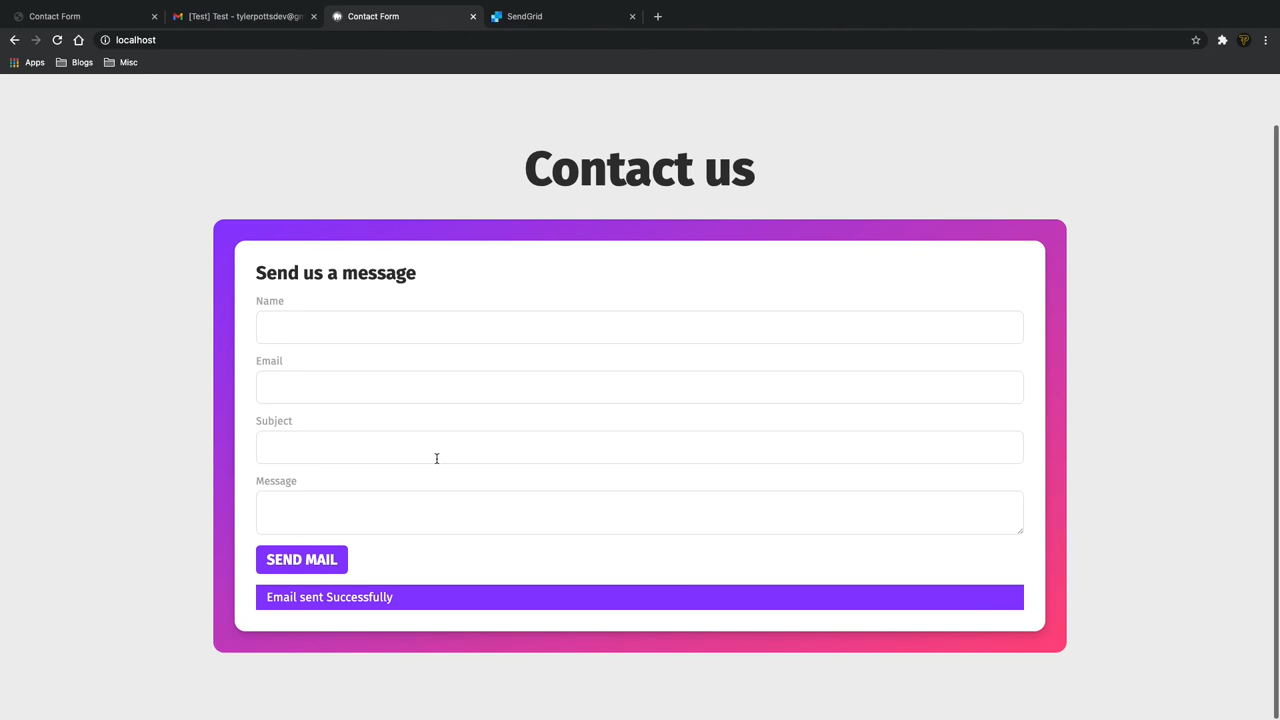 Contact Form
[Test] Test - tylerpottsdev@gm
Contact Form
SendGrid
localhost
Apps
Blogs
Misc
Contact us
Send us a message
Name
Email
Subject
Message
SEND MAIL
Email sent Successfully